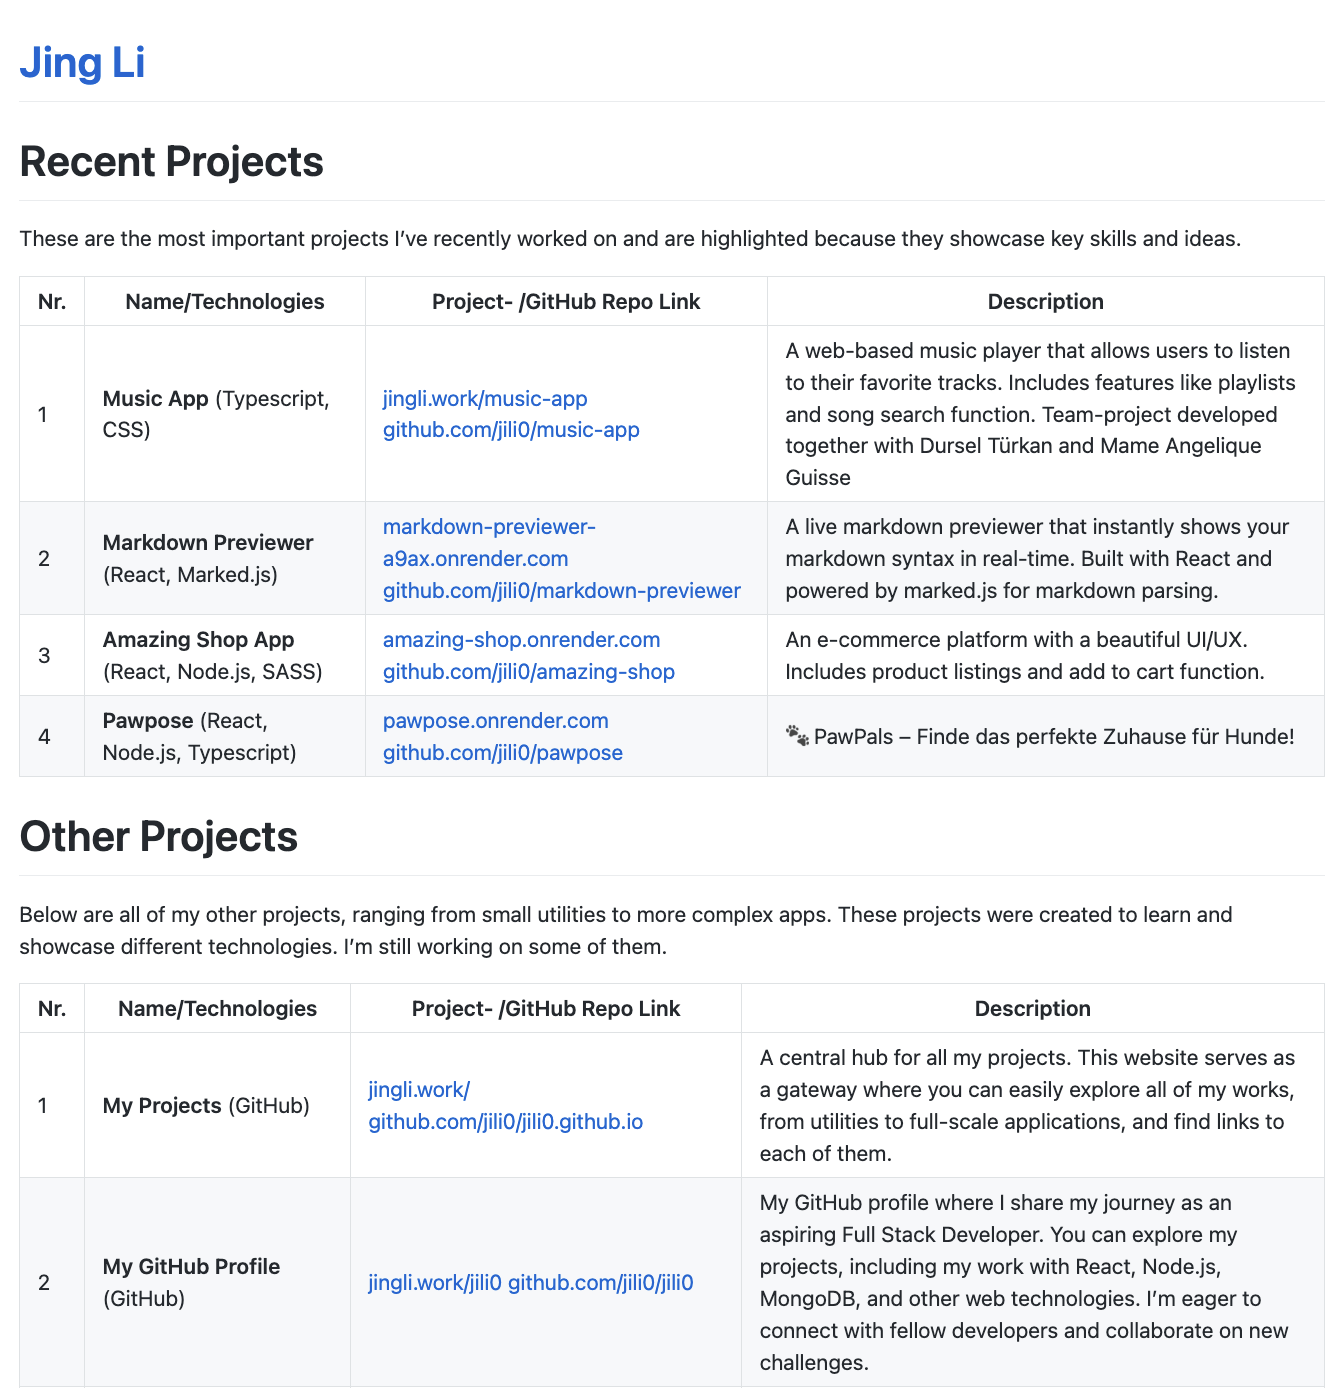 Jing Li
Recent Projects
These are the most important projects I’ve recently worked on and are highlighted because they showcase key skills and ideas.
Nr. Name/Technologies Project- /GitHub Repo Link Description
1
Music App (Typescript,
CSS)
jingli.work/music-app
github.com/jili0/music-app
A web-based music player that allows users to listen
to their favorite tracks. Includes features like playlists
and song search function. Team-project developed
together with Dursel Türkan and Mame Angelique
Guisse
2
Markdown Previewer
(React, Marked.js)
markdown-previewer-
a9ax.onrender.com
github.com/jili0/markdown-previewer
A live markdown previewer that instantly shows your
markdown syntax in real-time. Built with React and
powered by marked.js for markdown parsing.
3
Amazing Shop App
(React, Node.js, SASS)
amazing-shop.onrender.com
github.com/jili0/amazing-shop
An e-commerce platform with a beautiful UI/UX.
Includes product listings and add to cart function.
4
Pawpose (React,
Node.js, Typescript)
pawpose.onrender.com
github.com/jili0/pawpose
🐾 PawPals – Finde das perfekte Zuhause für Hunde!
Other Projects
Below are all of my other projects, ranging from small utilities to more complex apps. These projects were created to learn and
showcase different technologies. I’m still working on some of them.
Nr. Name/Technologies Project- /GitHub Repo Link Description
1
My Projects (GitHub)
jingli.work/
github.com/jili0/jili0.github.io
A central hub for all my projects. This website serves as
a gateway where you can easily explore all of my works,
from utilities to full-scale applications, and find links to
each of them.
2
My GitHub Profile
(GitHub)
jingli.work/jili0 github.com/jili0/jili0
My GitHub profile where I share my journey as an
aspiring Full Stack Developer. You can explore my
projects, including my work with React, Node.js,
MongoDB, and other web technologies. I’m eager to
connect with fellow developers and collaborate on new
challenges.